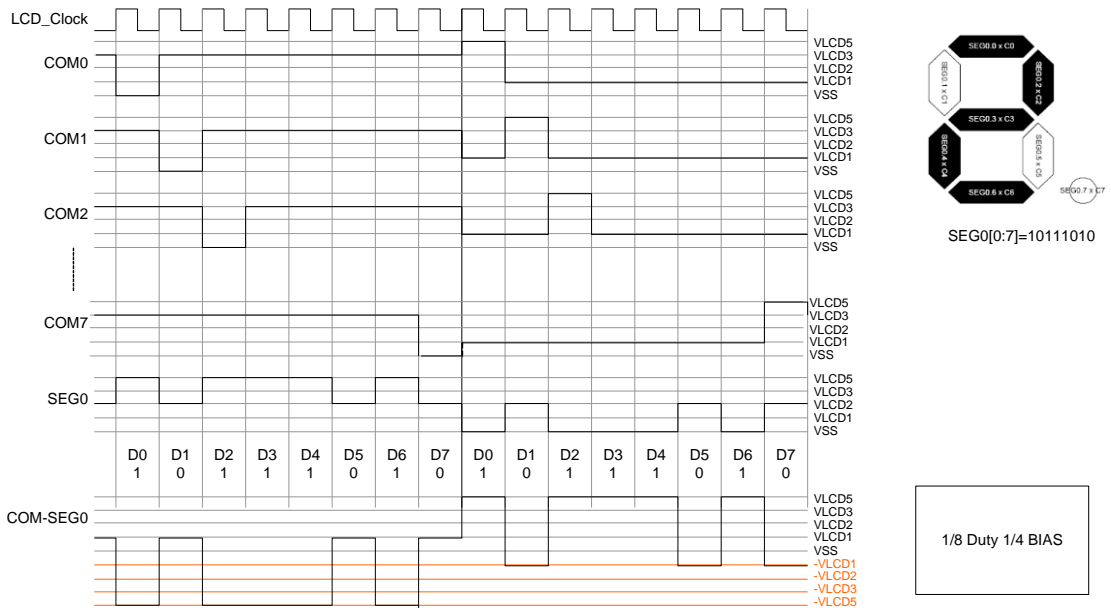 LCD_Clock
COM0
VLCD5
VLCD3
VLCD2
VLCD1
VSS
COM1
VLCD5
VLCD3
VLCD2
VLCD1
VSS
COM2
VLCD5
VLCD3
VLCD2
VLCD1
VSS
COM7
VLCD5
VLCD3
VLCD2
VLCD1
VSS
SEG0
VLCD5
VLCD3
VLCD2
VLCD1
VSS
D0 D1 D2 D3 D4 D5 D6 D7 D0 D1 D2 D3 D4 D5 D6 D7
1 0 1 1 1 0 1 0 1 0 1 1 1 0 1 0
COM-SEG0
VLCD5
VLCD3
VLCD2
VLCD1
VSS
-VLCD1
-VLCD2
-VLCD3
-VLCD5
SEG0.0 x C0
SEG0.1 x C1
SEG0.2 x C2
SEG0.3 x C3
SEG0.4 x C4
SEG0.5 x C5
SEG0.6 x C6
SEG0.7 x C7
SEG0[0:7]=10111010
1/8 Duty 1/4 BIAS